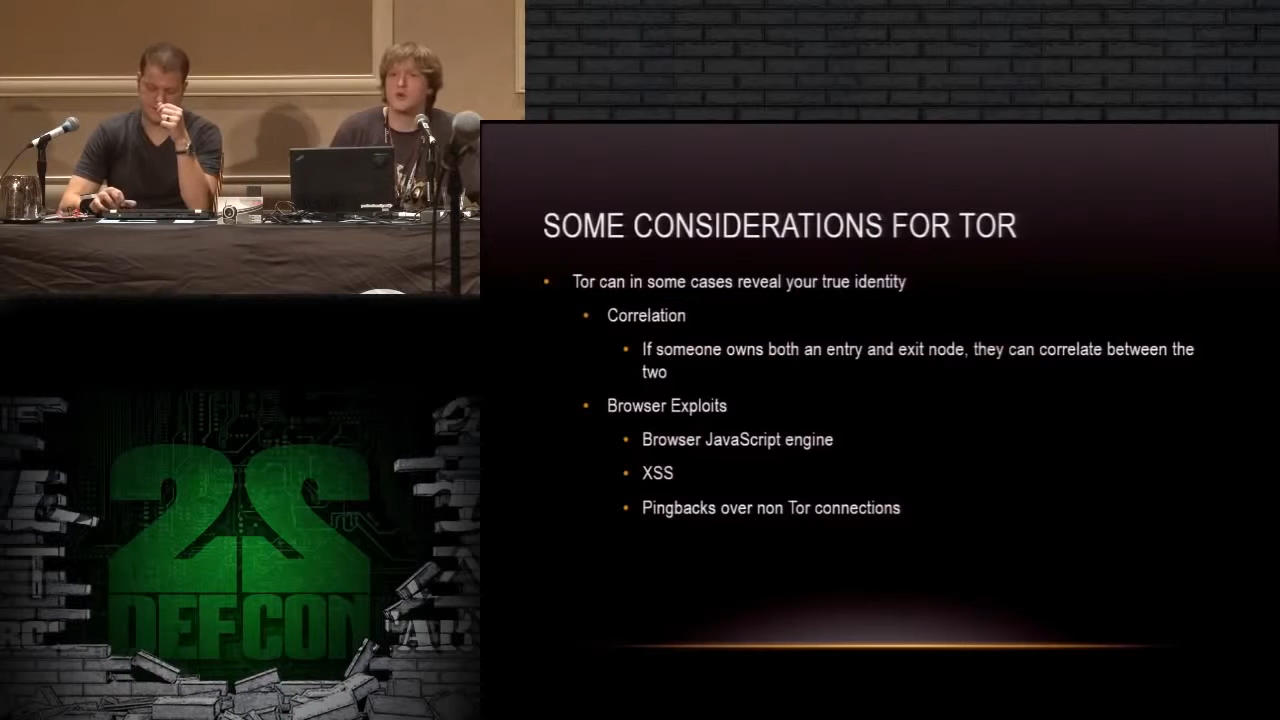 SOME CONSIDERATIONS FOR TOR
• Tor can in some cases reveal your true identity
• Correlation
• If someone owns both an entry and exit node, they can correlate between the
two
• Browser Exploits
• Browser JavaScript engine
• XSS
• Pingbacks over non Tor connections
22
DEFCON